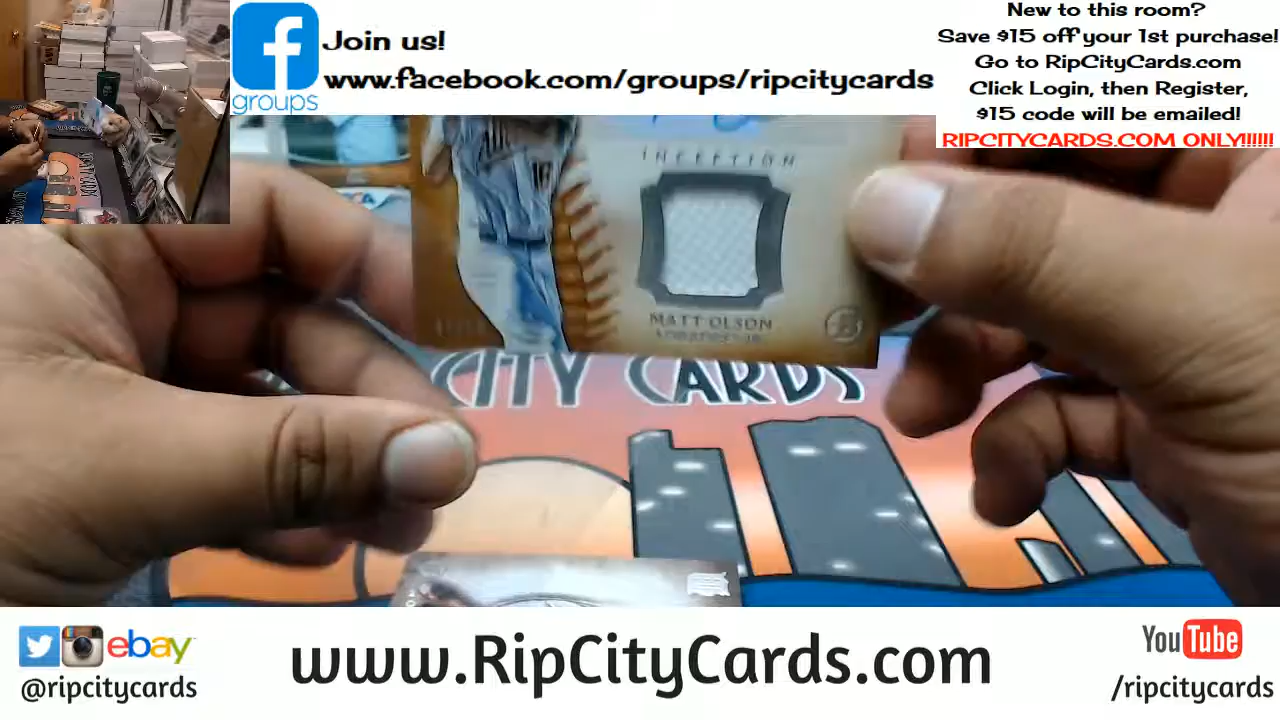 Join us!
www.facebook.com/groups/ripcitycards
groups
New to this room?
Save $15 off your 1st purchase!
Go to RipCityCards.com
Click Login, then Register,
$15 code will be emailed!
RIPCITYCARDS.COM ONLY!!!!!!
INCEPTION
MATT OLSON
CITY CARDS
ebay
@ripcitycards
www.RipCityCards.com
YouTube
/ripcitycards